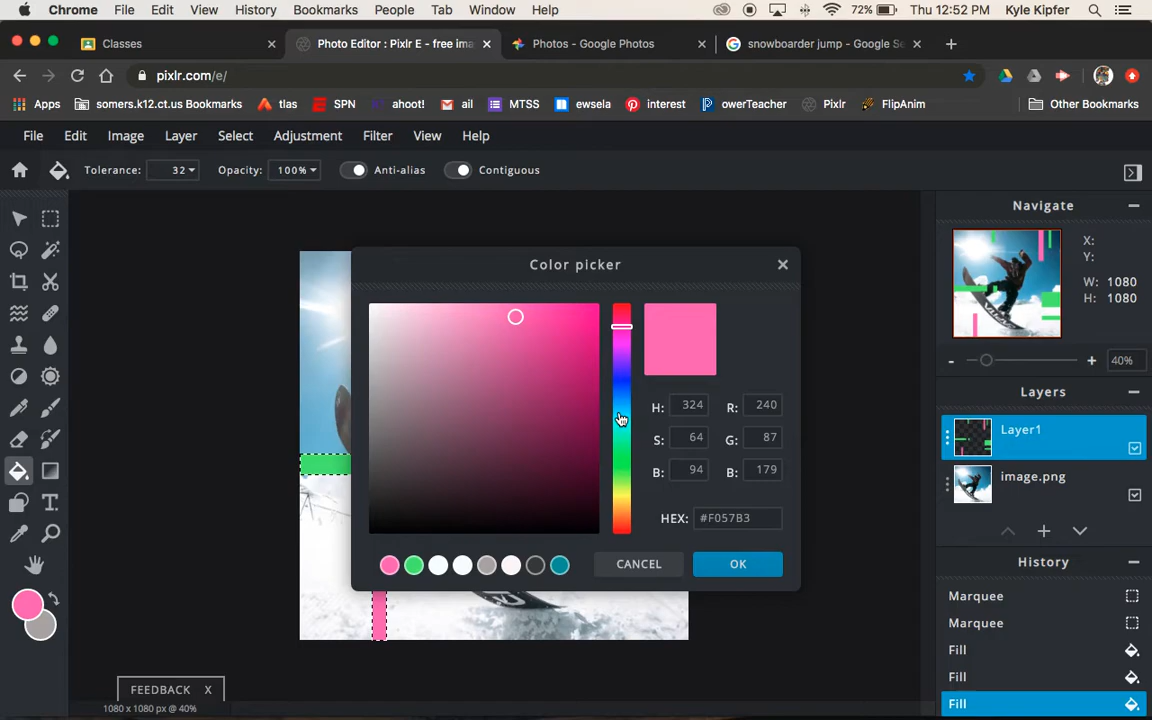 Chrome File Edit View History Bookmarks People Tab Window Help 72% Thu 12:52 PM Kyle Kipfer
Classes Photo Editor : Pixlr E - free ima Photos - Google Photos snowboarder jump - Google Se
pixlr.com/e/
Apps somers.k12.ct.us Bookmarks tlas SPN ahoot! ail MTSS ewsela interest owerTeacher Pixlr FlipAnim Other Bookmarks
File Edit Image Layer Select Adjustment Filter View Help
Tolerance: 32 Opacity: 100% Anti-alias Contiguous
Navigate
X:
Y:
W: 1080
H: 1080
- + 40%
Color picker
H: 324 R: 240
S: 64 G: 87
B: 94 B: 179
HEX: #F057B3
CANCEL OK
Layers
Layer1
image.png
History
Marquee
Marquee
Fill
Fill
Fill
FEEDBACK X
1080 x 1080 px @ 40%